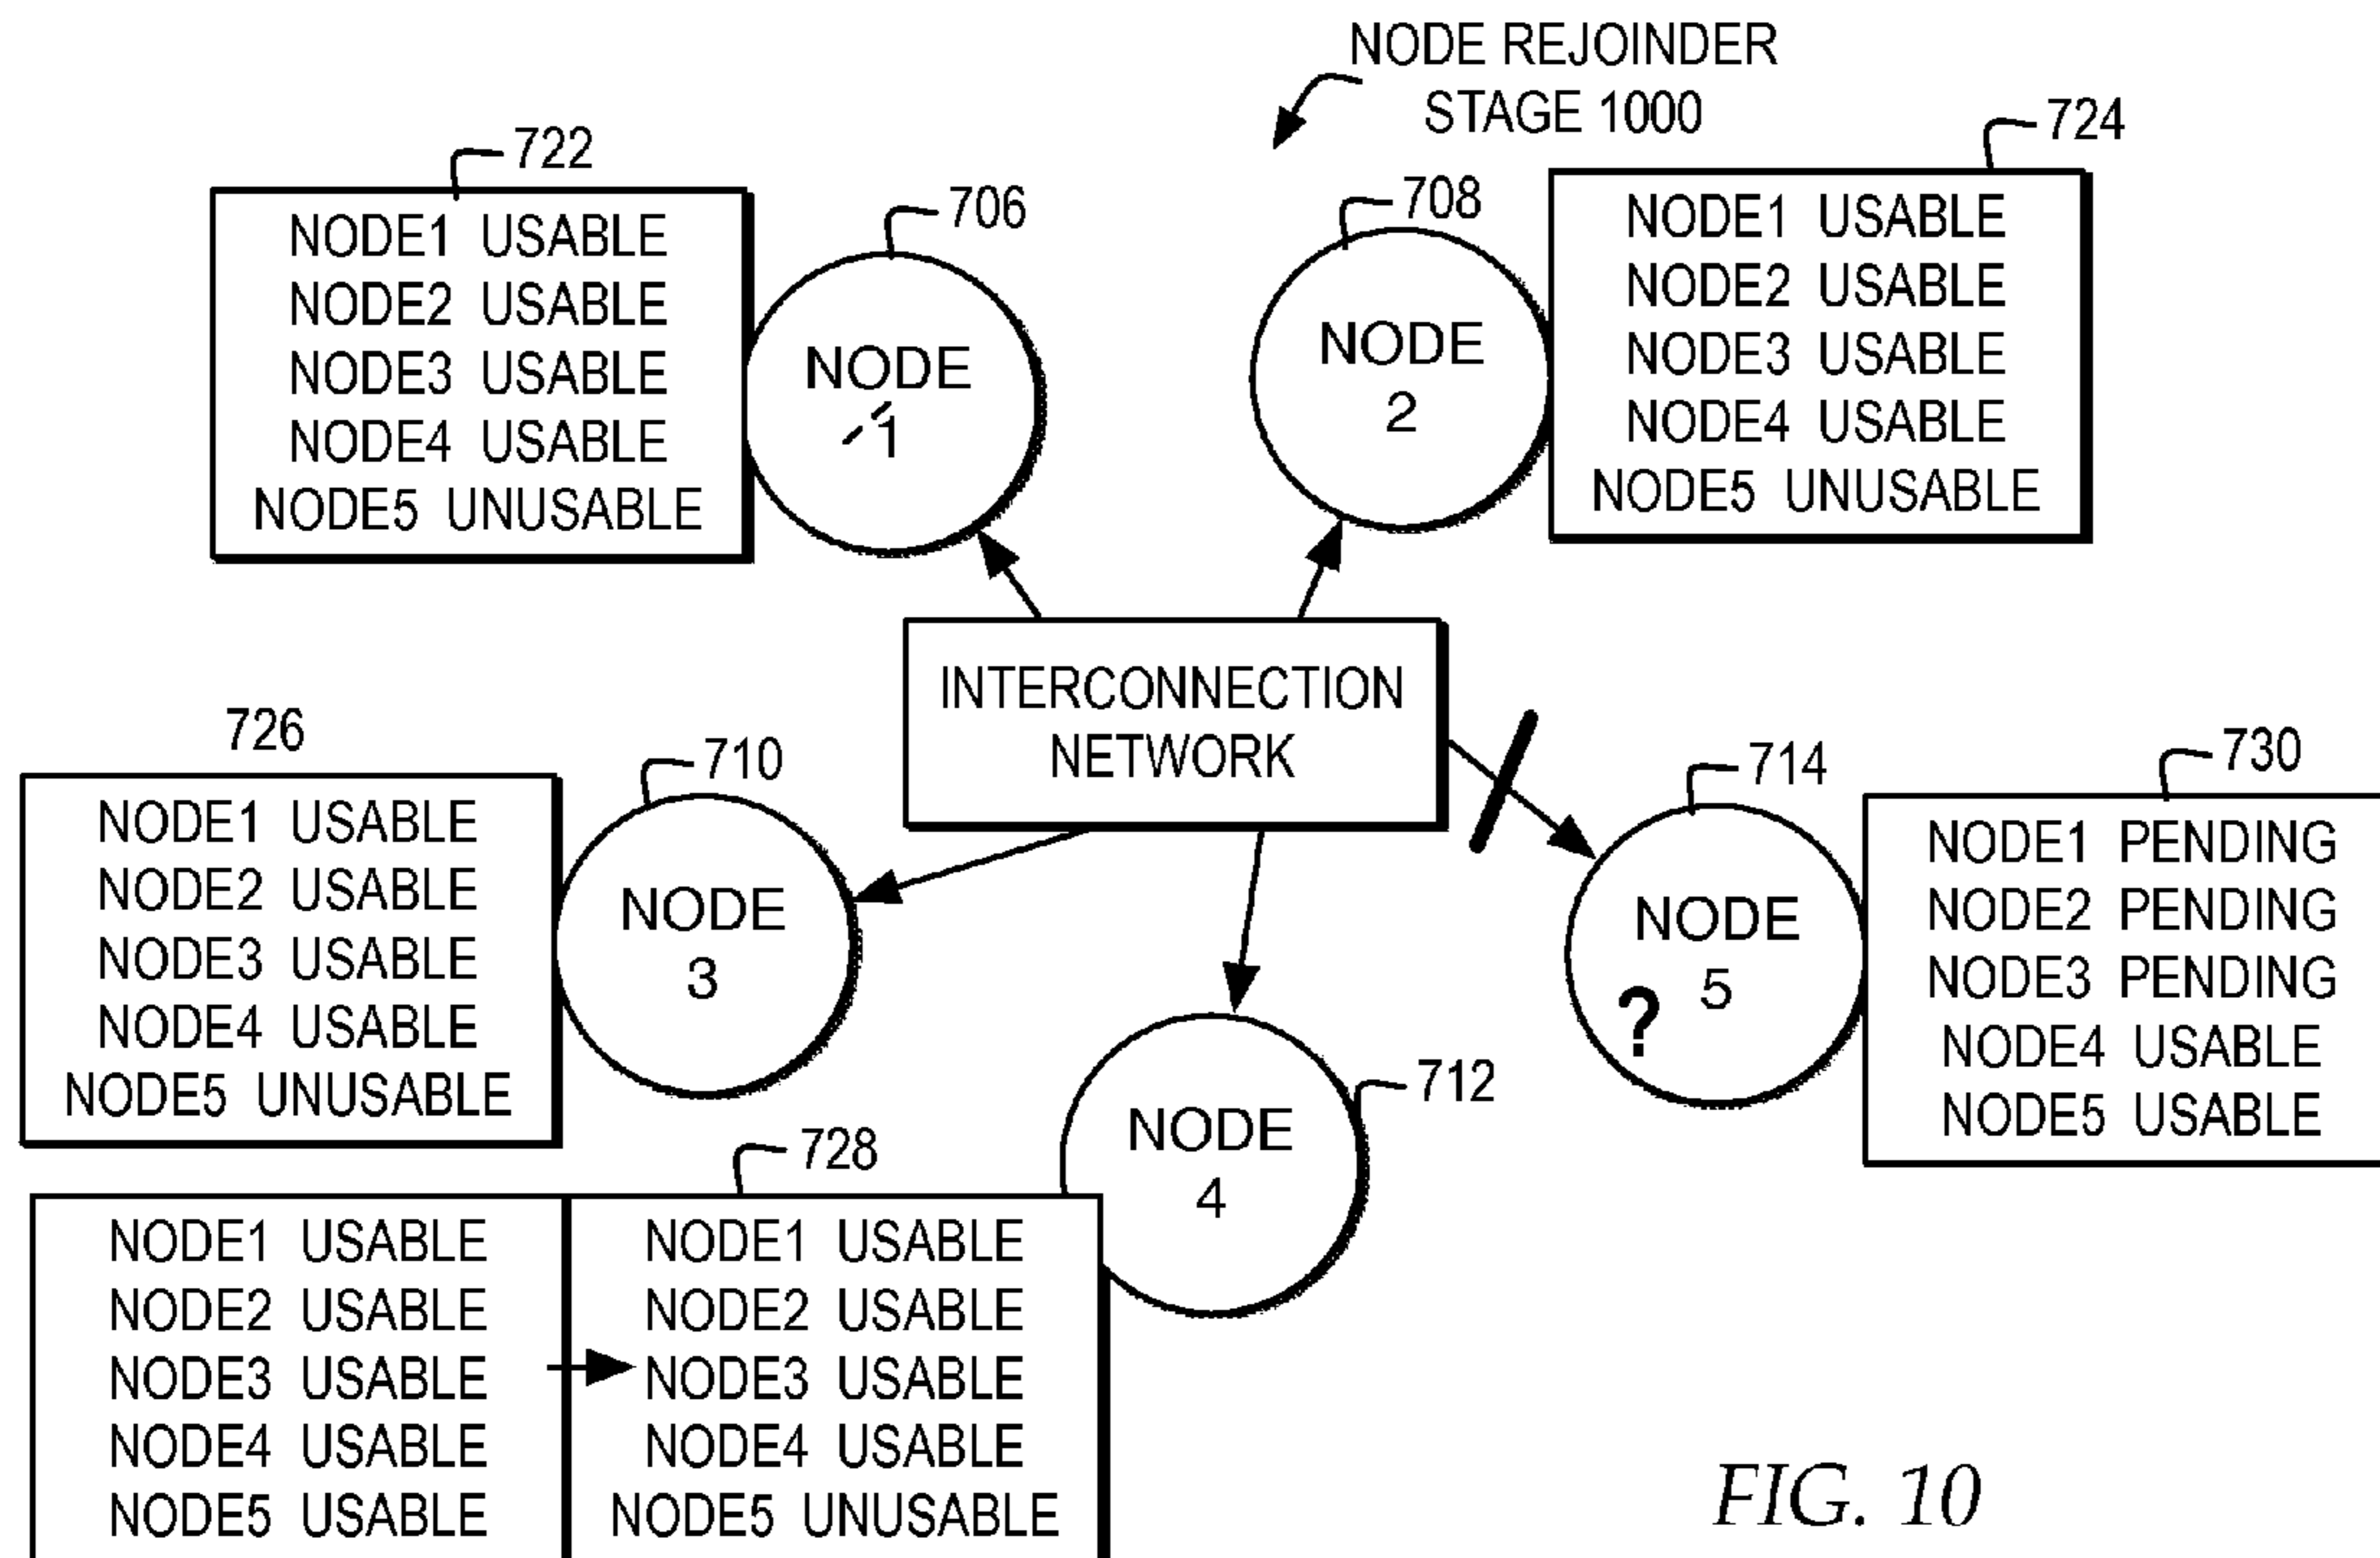 NODE REJOINDER
STAGE 1000
722
NODE1 USABLE
NODE2 USABLE
NODE3 USABLE
NODE4 USABLE
NODE5 UNUSABLE
706
NODE
1
708
NODE
2
724
NODE1 USABLE
NODE2 USABLE
NODE3 USABLE
NODE4 USABLE
NODE5 UNUSABLE
INTERCONNECTION
NETWORK
726
NODE1 USABLE
NODE2 USABLE
NODE3 USABLE
NODE4 USABLE
NODE5 UNUSABLE
710
NODE
3
714
NODE
5
?
730
NODE1 PENDING
NODE2 PENDING
NODE3 PENDING
NODE4 USABLE
NODE5 USABLE
712
NODE
4
728
NODE1 USABLE
NODE2 USABLE
NODE3 USABLE
NODE4 USABLE
NODE5 USABLE
NODE1 USABLE
NODE2 USABLE
NODE3 USABLE
NODE4 USABLE
NODE5 UNUSABLE
FIG. 10